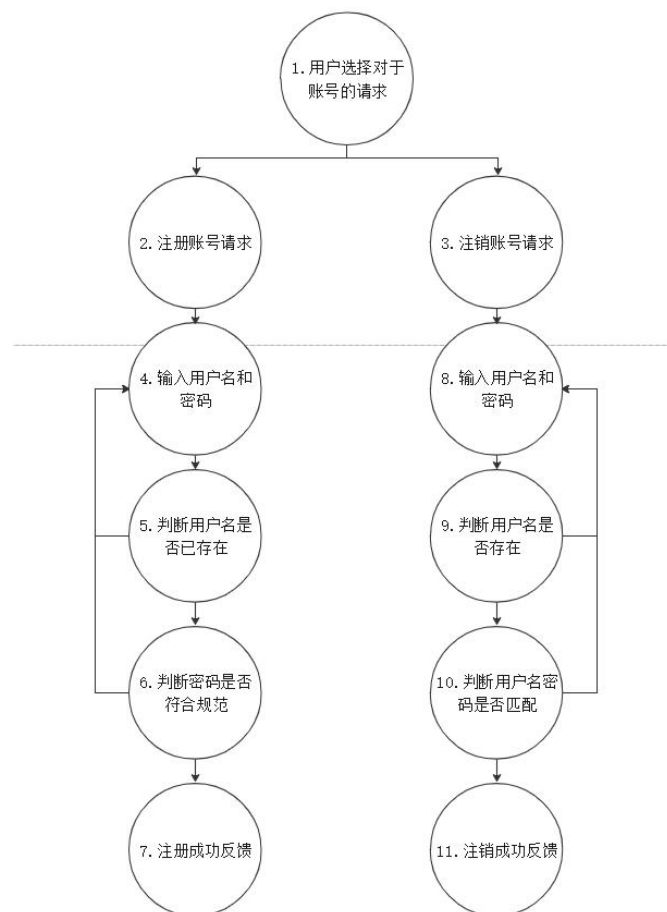 1.用户选择对于
账号的请求
2.注册账号请求
3.注销账号请求
4.输入用户名和
密码
8.输入用户名和
密码
5.判断用户名是
否已存在
9.判断用户名是
否存在
6.判断密码是否
符合规范
10.判断用户名密
码是否匹配
7.注册成功反馈
11.注销成功反馈